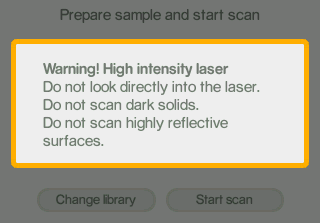 Prepare sample and start scan
Warning! High intensity laser
Do not look directly into the laser.
Do not scan dark solids.
Do not scan highly reflective
surfaces.
Change library
Start scan